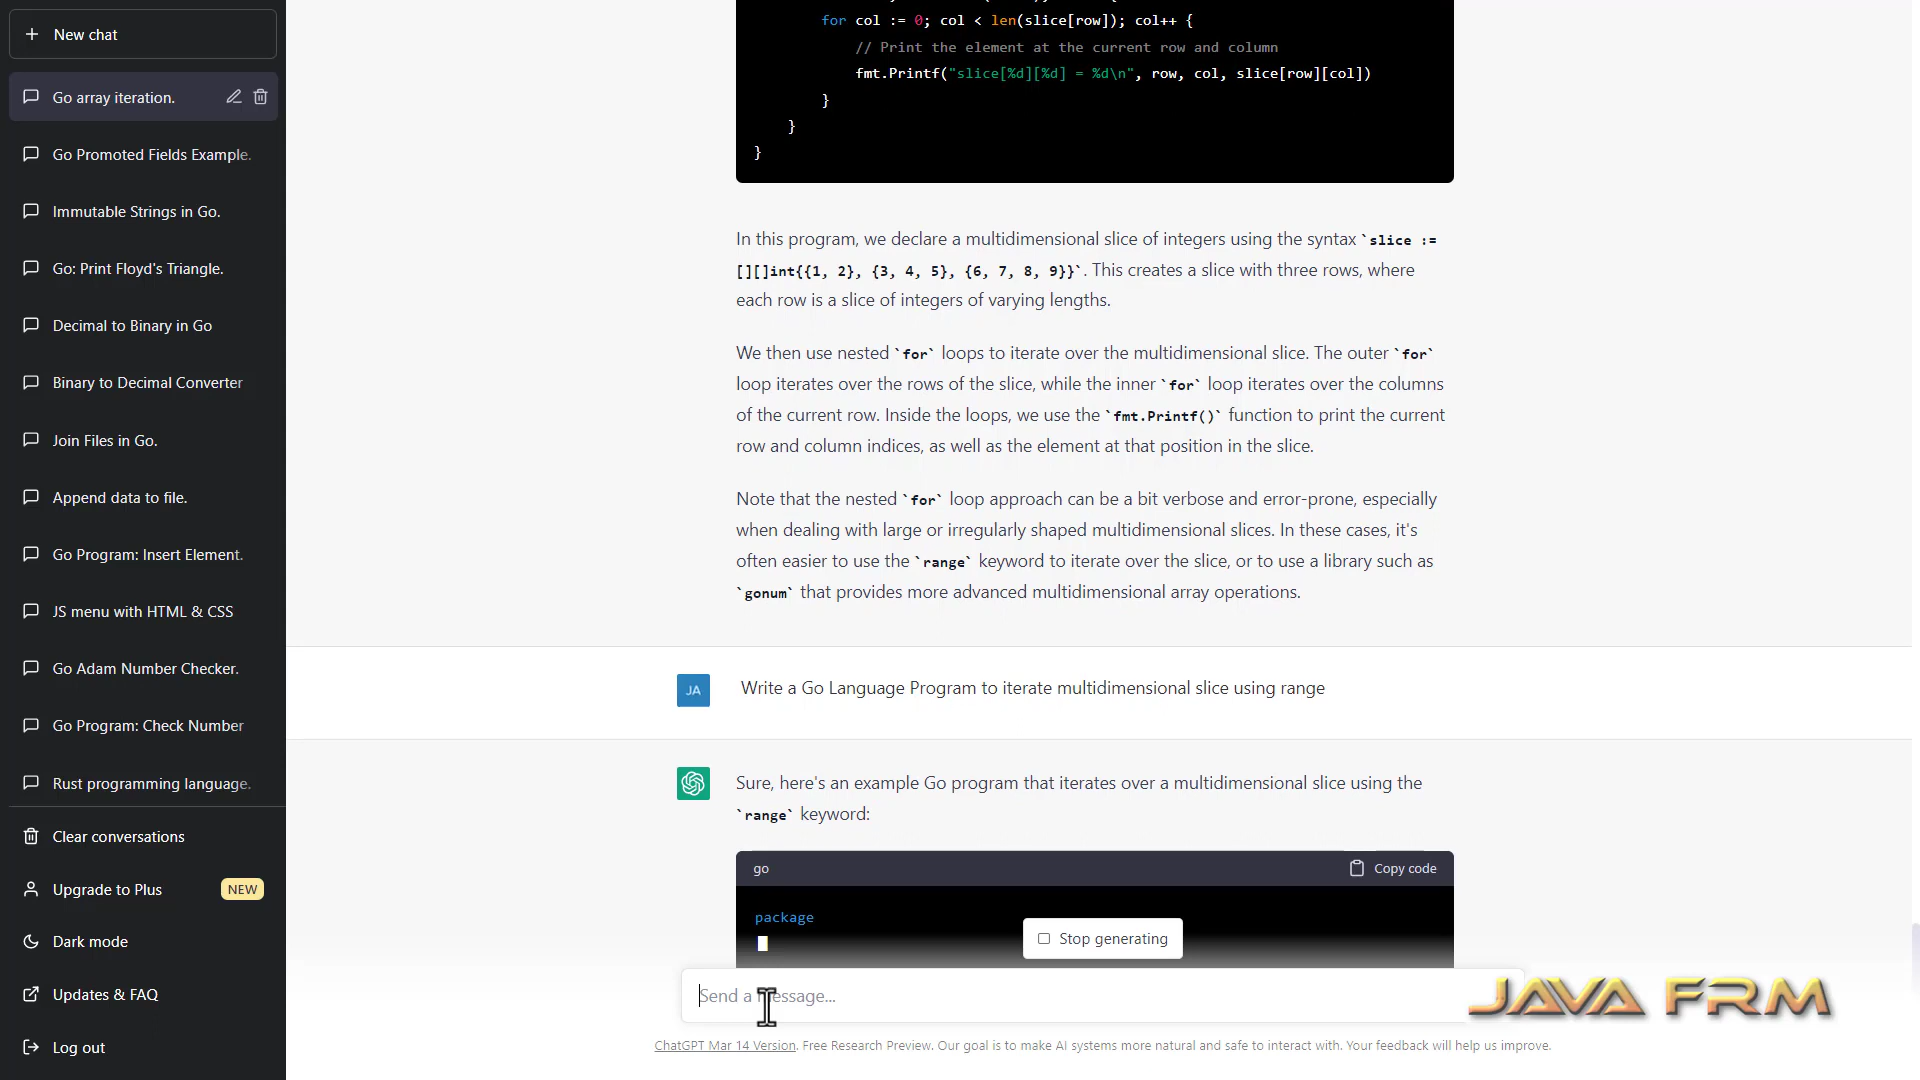 New chat
Go array iteration.
Go Promoted Fields Example.
Immutable Strings in Go.
Go: Print Floyd's Triangle.
Decimal to Binary in Go
Binary to Decimal Converter
Join Files in Go.
Append data to file.
Go Program: Insert Element.
JS menu with HTML & CSS
Go Adam Number Checker.
Go Program: Check Number
Rust programming language.
Clear conversations
Upgrade to Plus NEW
Dark mode
Updates & FAQ
Log out
for col := 0; col < len(slice[row]); col++ {
// Print the element at the current row and column
fmt.Printf("slice[%d][%d] = %d\n", row, col, slice[row][col])
}
}
}
In this program, we declare a multidimensional slice of integers using the syntax `slice :=
[][]int{{1, 2}, {3, 4, 5}, {6, 7, 8, 9}}`. This creates a slice with three rows, where
each row is a slice of integers of varying lengths.
We then use nested `for` loops to iterate over the multidimensional slice. The outer `for`
loop iterates over the rows of the slice, while the inner `for` loop iterates over the columns
of the current row. Inside the loops, we use the `fmt.Printf()` function to print the current
row and column indices, as well as the element at that position in the slice.
Note that the nested `for` loop approach can be a bit verbose and error-prone, especially
when dealing with large or irregularly shaped multidimensional slices. In these cases, it's
often easier to use the `range` keyword to iterate over the slice, or to use a library such as
`gonum` that provides more advanced multidimensional array operations.
JA
Write a Go Language Program to iterate multidimensional slice using range
Sure, here's an example Go program that iterates over a multidimensional slice using the
`range` keyword:
go Copy code
package
Stop generating
Send a message...
JAVA FRM
ChatGPT Mar 14 Version. Free Research Preview. Our goal is to make AI systems more natural and safe to interact with. Your feedback will help us improve.